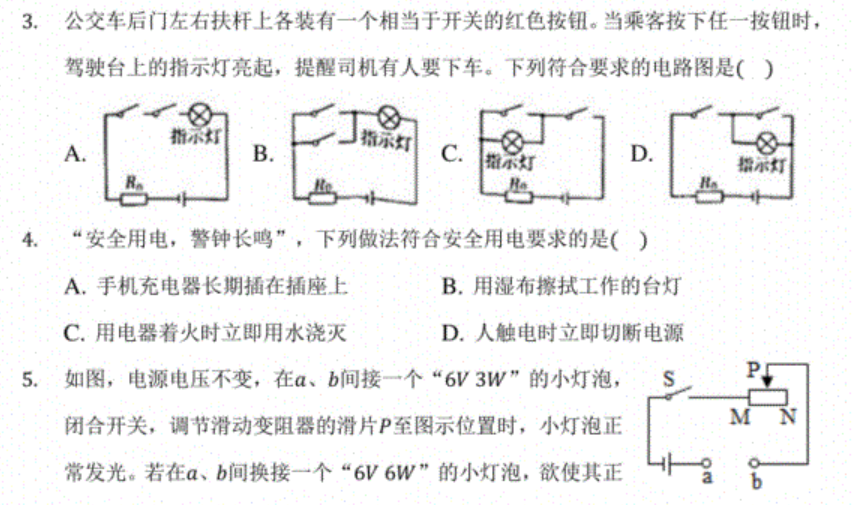 3. 公交车后门左右扶杆上各装有一个相当于开关的红色按钮。当乘客按下任一按钮时,
驾驶台上的指示灯亮起，提醒司机有人要下车。下列符合要求的电路图是( )
A. 指示灯 R₀ B. 指示灯 R₀ C. 指示灯 R₀ D. 指示灯 R₀
4. “安全用电，警钟长鸣”，下列做法符合安全用电要求的是( )
A. 手机充电器长期插在插座上 B. 用湿布擦拭工作的台灯
C. 用电器着火时立即用水浇灭 D. 人触电时立即切断电源
5. 如图，电源电压不变，在a、b间接一个“6V 3W”的小灯泡，
闭合开关，调节滑动变阻器的滑片P至图示位置时，小灯泡正
常发光。若在a、b间换接一个“6V 6W”的小灯泡，欲使其正
S P
M N
a b